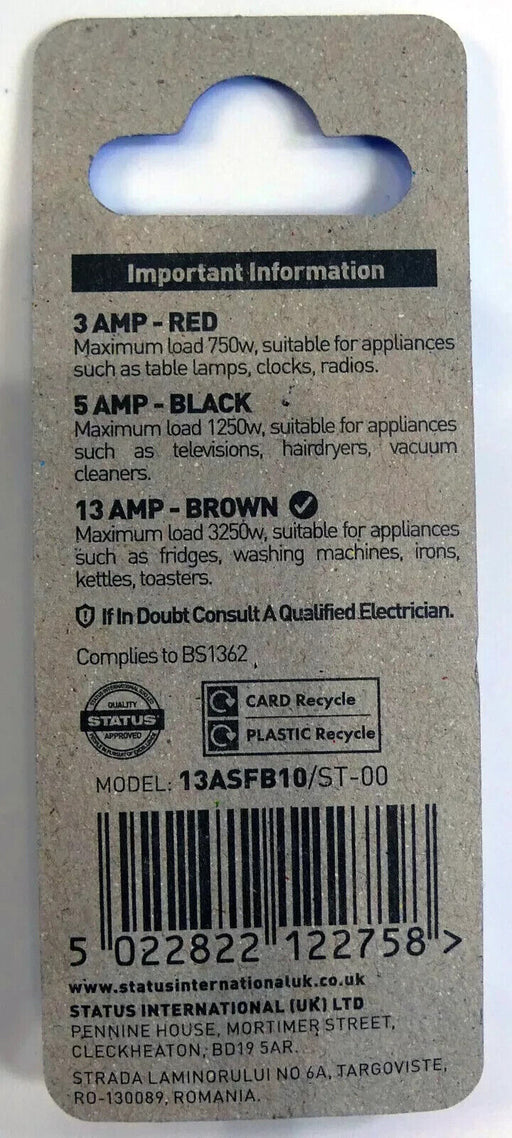 Important Information
3 AMP - RED
Maximum load 750w, suitable for appliances
such as table lamps, clocks, radios.
5 AMP - BLACK
Maximum load 1250w, suitable for appliances
such as televisions, hairdryers, vacuum
cleaners.
13 AMP - BROWN
Maximum load 3250w, suitable for appliances
such as fridges, washing machines, irons,
kettles, toasters.
If In Doubt Consult A Qualified Electrician.
Complies to BS1362
QUALITY
STATUS
APPROVED
CARD Recycle
PLASTIC Recycle
MODEL: 13ASFB10/ST-00
5 022822 122758 >
www.statusinternationaluk.co.uk
STATUS INTERNATIONAL (UK) LTD
PENNINE HOUSE, MORTIMER STREET,
CLECKHEATON, BD19 5AR.
STRADA LAMINORULUI NO 6A, TARGOVISTE,
RO-130089, ROMANIA.